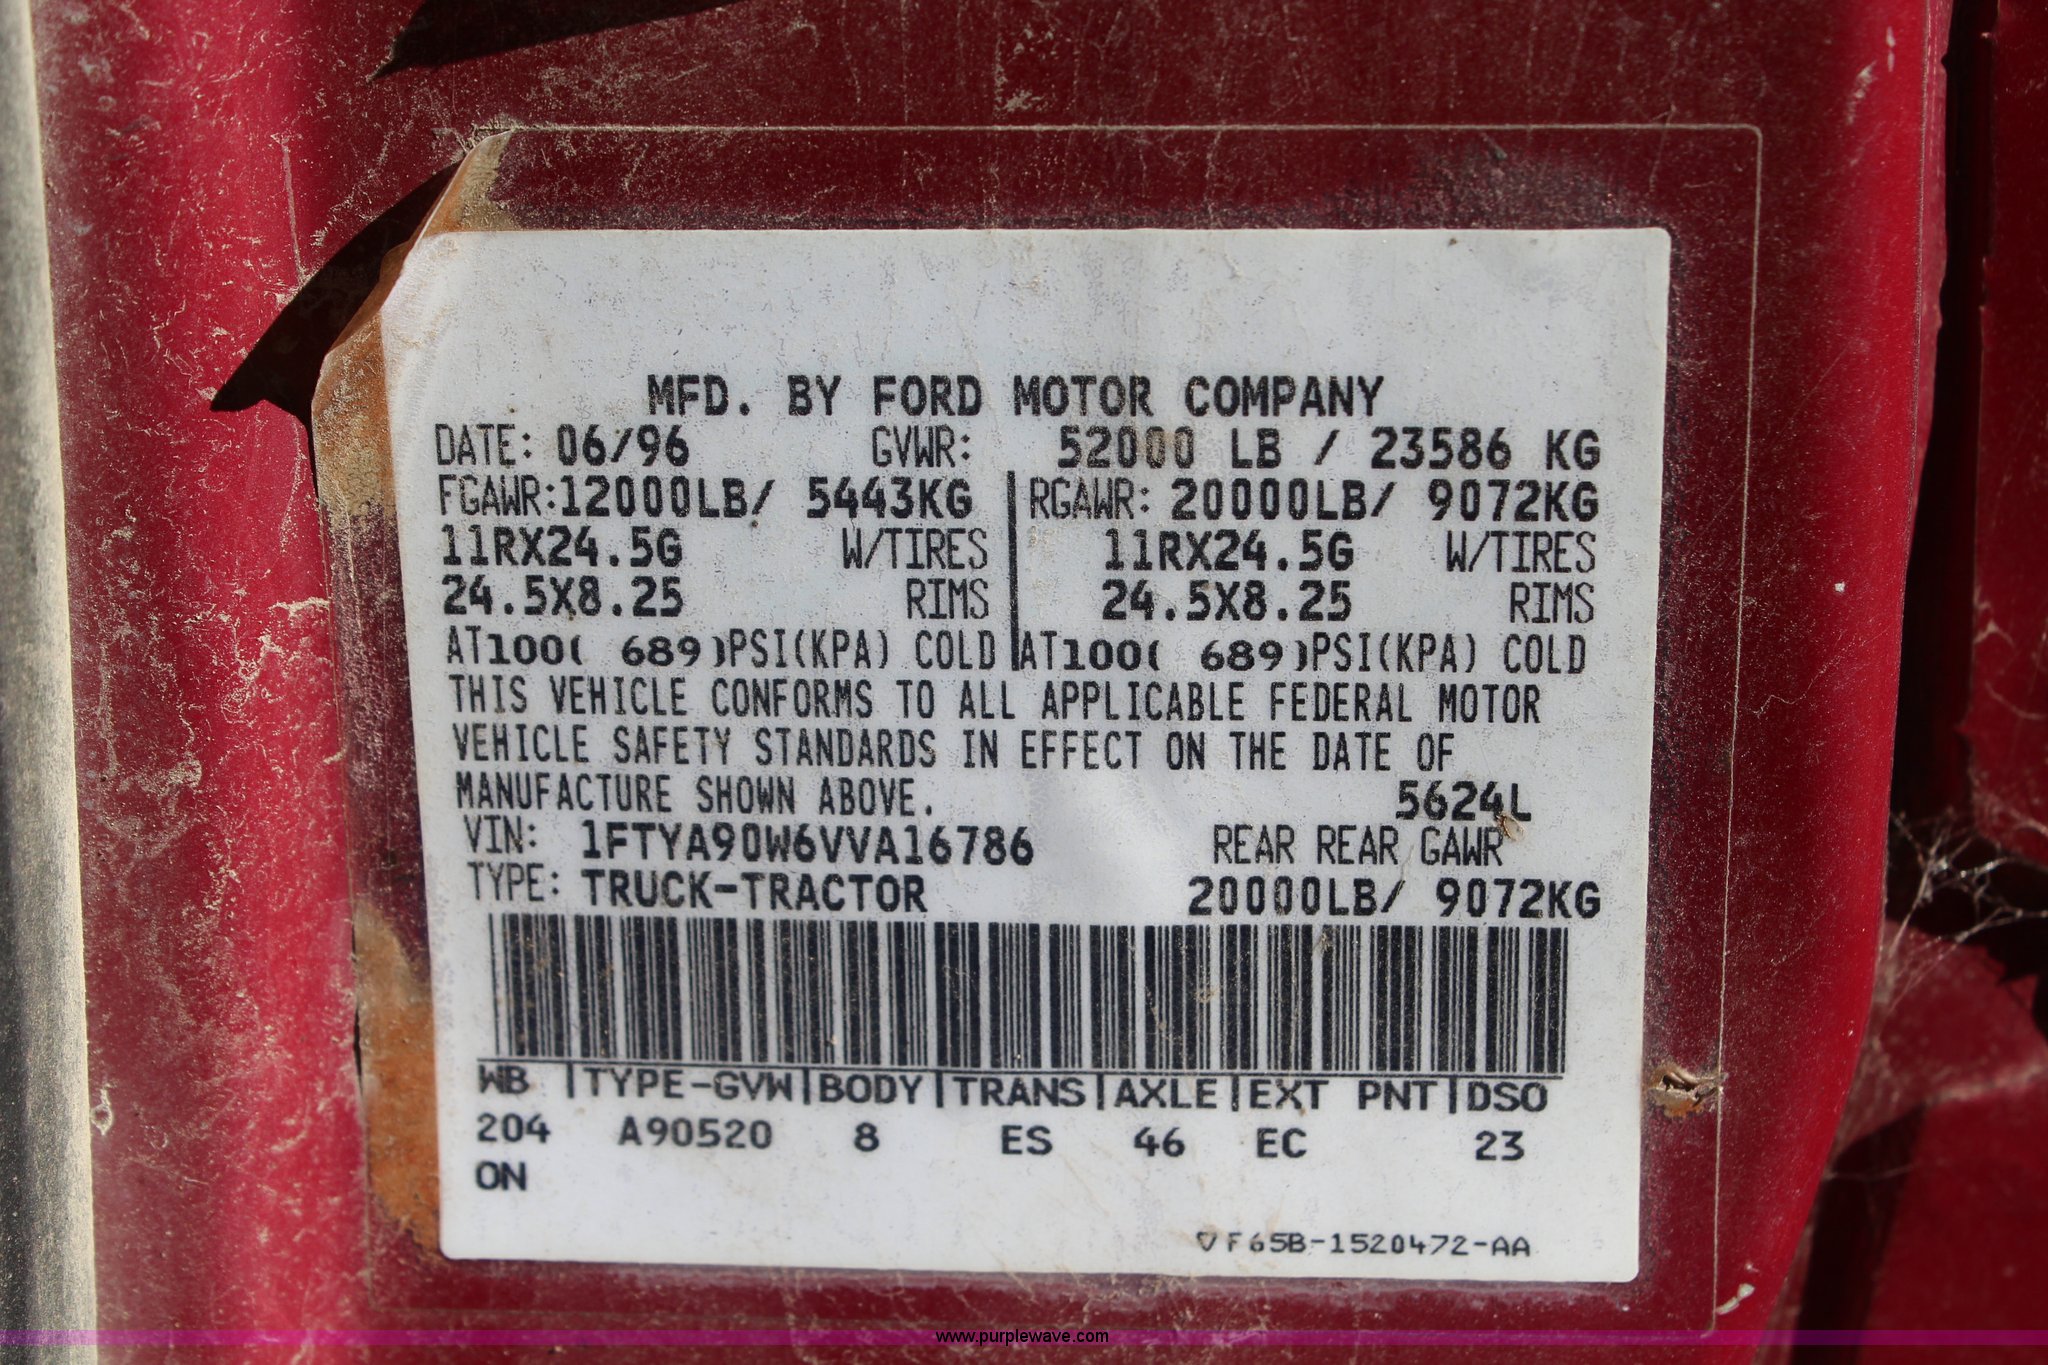 MFD. BY FORD MOTOR COMPANY
DATE: 06/96 GVWR: 52000 LB / 23586 KG
FGAWR:12000LB/ 5443KG RGAWR: 20000LB/ 9072KG
11RX24.5G W/TIRES 11RX24.5G W/TIRES
24.5X8.25 RIMS 24.5X8.25 RIMS
AT100( 689)PSI(KPA) COLD AT100( 689)PSI(KPA) COLD
THIS VEHICLE CONFORMS TO ALL APPLICABLE FEDERAL MOTOR
VEHICLE SAFETY STANDARDS IN EFFECT ON THE DATE OF
MANUFACTURE SHOWN ABOVE. 5624L
VIN: 1FTYA90W6VVA16786 REAR REAR GAWR
TYPE: TRUCK-TRACTOR 20000LB/ 9072KG
WB |TYPE-GVW|BODY|TRANS|AXLE|EXT PNT|DSO
204 A90520 8 ES 46 EC 23
ON
F65B-1520472-AA
www.purplewave.com